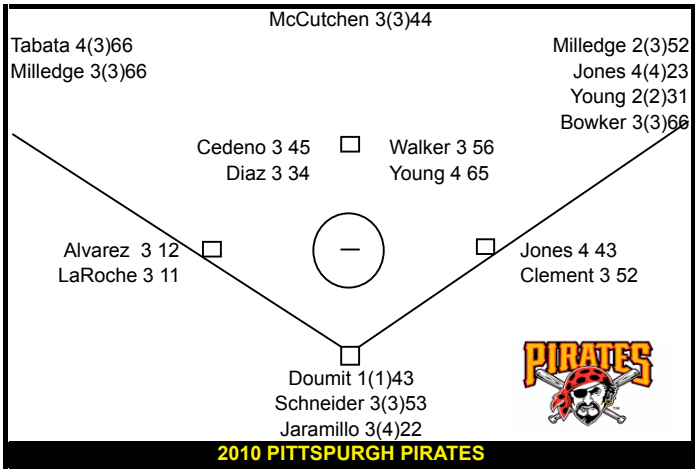 McCutchen 3(3)44
Tabata 4(3)66
Milledge 3(3)66
Milledge 2(3)52
Jones 4(4)23
Young 2(2)31
Bowker 3(3)66
Cedeno 3 45
Diaz 3 34
Walker 3 56
Young 4 65
Alvarez 3 12
LaRoche 3 11
Jones 4 43
Clement 3 52
Doumit 1(1)43
Schneider 3(3)53
Jaramillo 3(4)22
PIRATES
2010 PITTSPURGH PIRATES